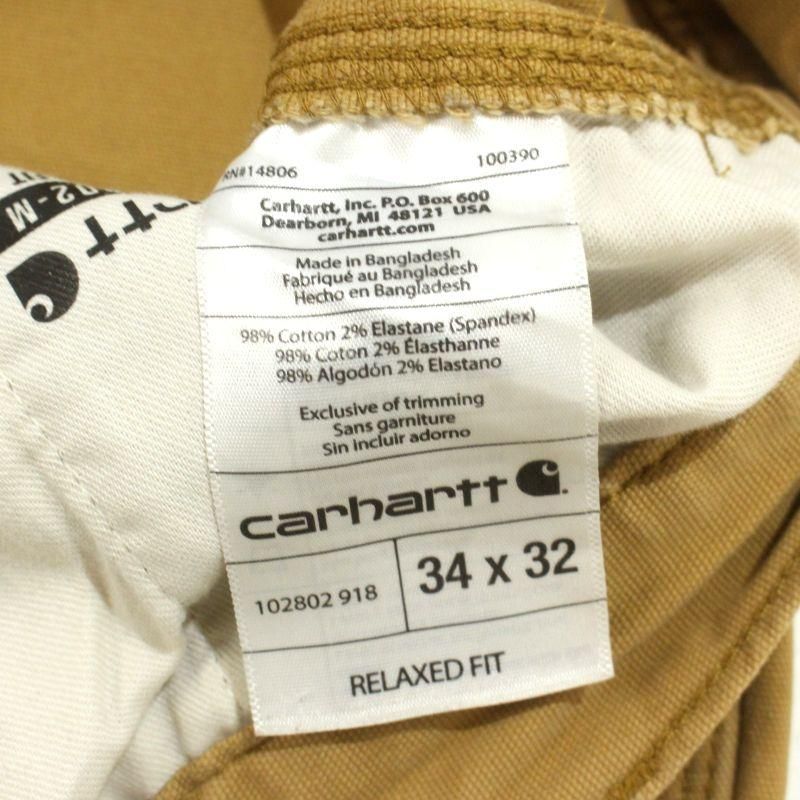 RN#14806 100390
Carhartt, Inc. P.O. Box 600
Dearborn, MI 48121 USA
carhartt.com
Made in Bangladesh
Fabriqué au Bangladesh
Hecho en Bangladesh
98% Cotton 2% Elastane (Spandex)
98% Coton 2% Élasthanne
98% Algodón 2% Elastano
Exclusive of trimming
Sans garniture
Sin incluir adorno
carhartt
102802 918 34 x 32
RELAXED FIT
02-M